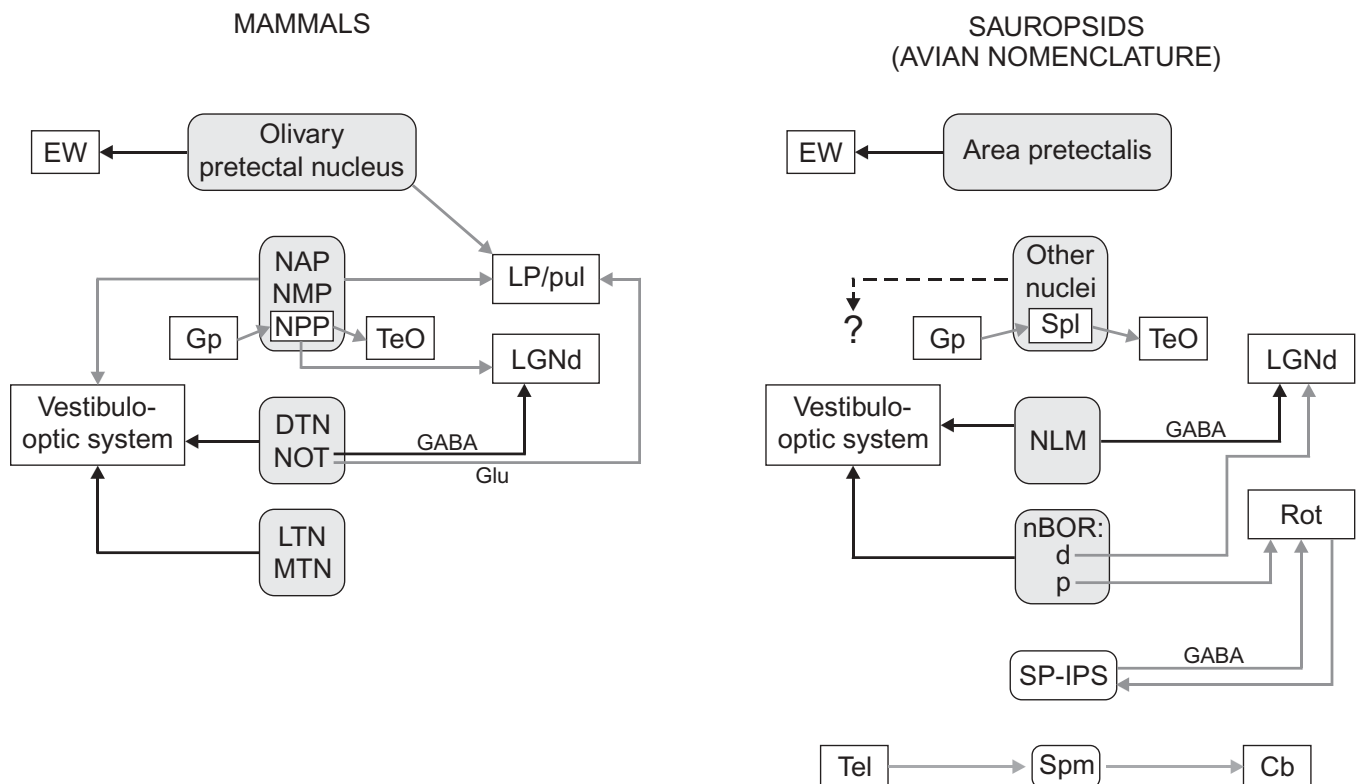 MAMMALS
Olivary
pretectal nucleus
EW
NAP
NMP
NPP
LP/pul
Gp
TeO
LGNd
Vestibulo-
optic system
DTN
NOT
GABA
Glu
LTN
MTN
SAUROPSIDS
(AVIAN NOMENCLATURE)
EW
Area pretectalis
Other
nuclei
Spl
?
Gp
TeO
LGNd
Vestibulo-
optic system
NLM
GABA
nBOR:
d
p
Rot
SP-IPS
GABA
Tel
Spm
Cb